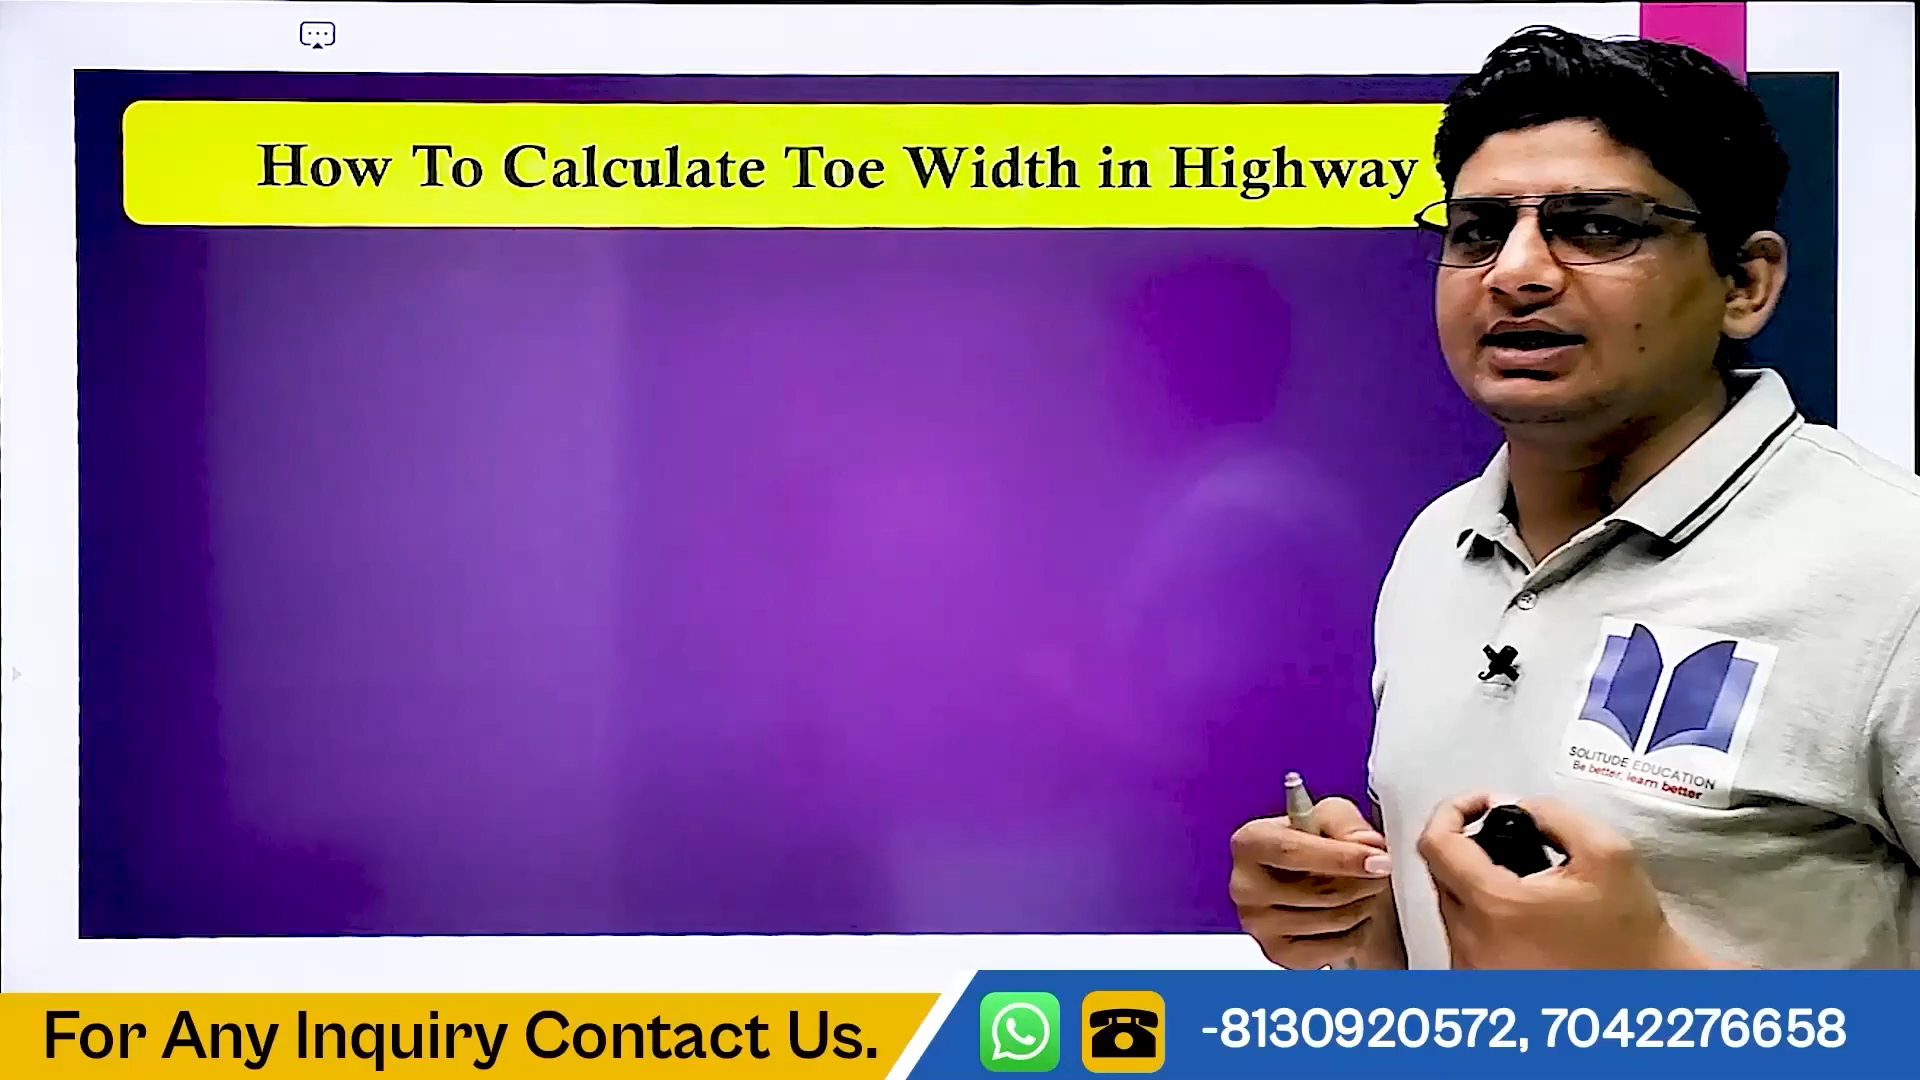 How To Calculate Toe Width in Highway
SOLITUDE EDUCATION
Be better, learn better
For Any Inquiry Contact Us.
-8130920572, 7042276658